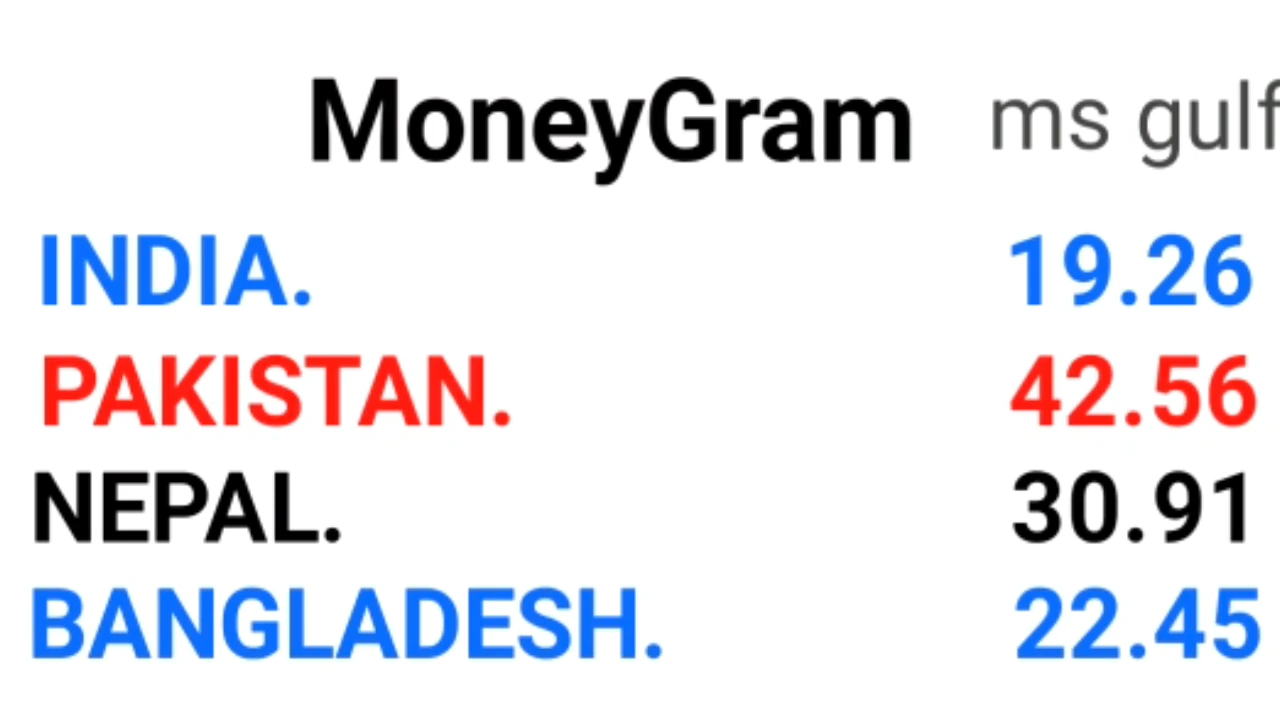 MoneyGram ms gulf
INDIA. 19.26
PAKISTAN. 42.56
NEPAL. 30.91
BANGLADESH. 22.45